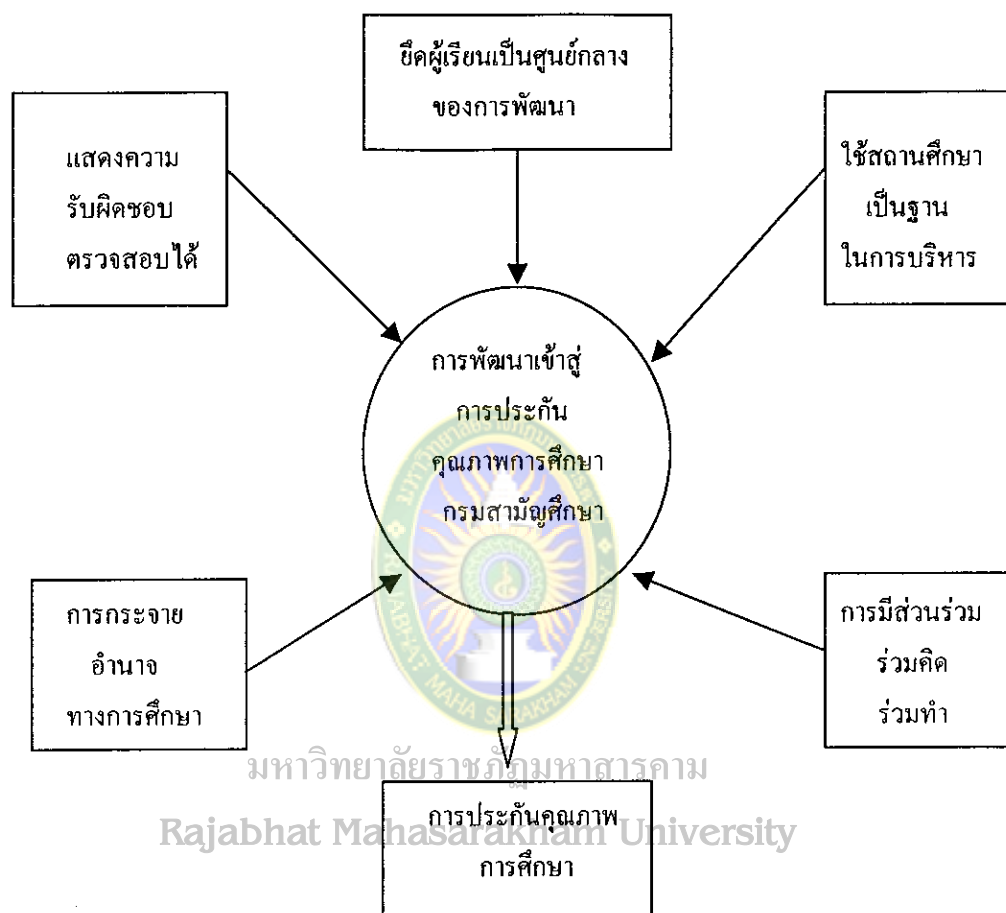 ยึดผู้เรียนเป็นศูนย์กลาง
ของการพัฒนา
แสดงความ
รับผิดชอบ
ตรวจสอบได้
ใช้สถานศึกษา
เป็นฐาน
ในการบริหาร
การพัฒนาเข้าสู่
การประกัน
คุณภาพการศึกษา
กรมสามัญศึกษา
การกระจาย
อำนาจ
ทางการศึกษา
การมีส่วนร่วม
ร่วมคิด
ร่วมทำ
มหาวิทยาลัยราชภัฏมหาสารคาม
Rajabhat Mahasarakham University
การประกันคุณภาพ
การศึกษา